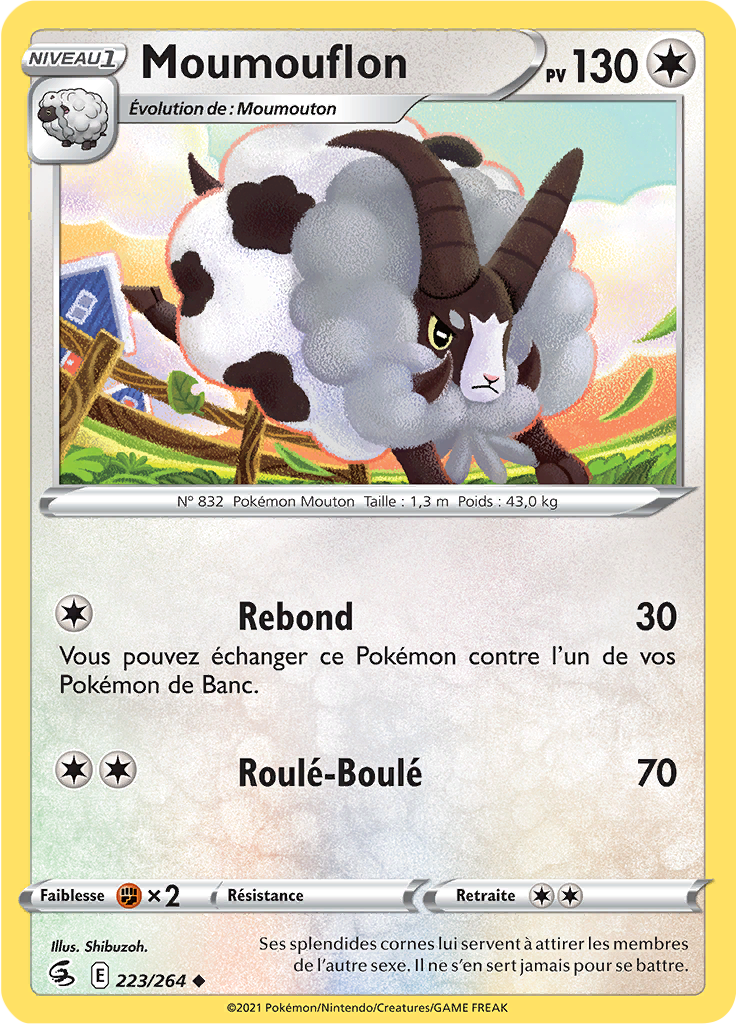 NIVEAU 1
Moumouflon
PV 130
Évolution de : Moumouton
N° 832 Pokémon Mouton Taille : 1,3 m Poids : 43,0 kg
Rebond 30
Vous pouvez échanger ce Pokémon contre l'un de vos
Pokémon de Banc.
Roulé-Boulé 70
Faiblesse ×2 Résistance Retraite
Illus. Shibuzoh.
Ses splendides cornes lui servent à attirer les membres
de l'autre sexe. Il ne s'en sert jamais pour se battre.
E 223/264
©2021 Pokémon/Nintendo/Creatures/GAME FREAK